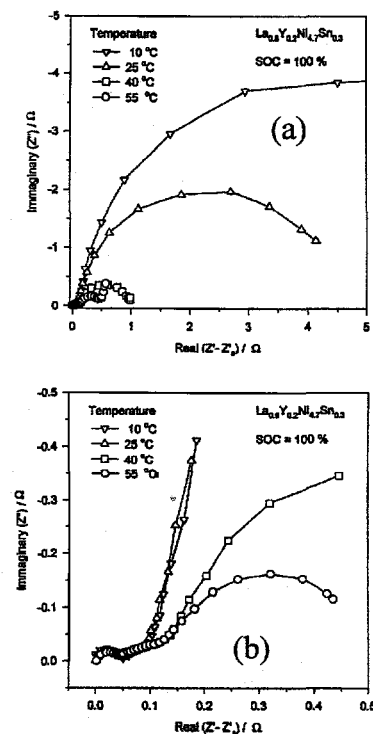 Temperature
10 °C
25 °C
40 °C
55 °C
La0.8Y0.2Ni4.7Sn0.3
SOC = 100 %
(a)
-5
-4
-3
-2
-1
0
Immaginary (Z") / Ω
0 1 2 3 4 5
Real (Z'- Z'o) / Ω
Temperature
10 °C
25 °C
40 °C
55 °C
La0.8Y0.2Ni4.7Sn0.3
SOC = 100 %
(b)
-0.5
-0.4
-0.3
-0.2
-0.1
0.0
Immaginary (Z") / Ω
0.0 0.1 0.2 0.3 0.4 0.5
Real (Z'- Z'o) / Ω